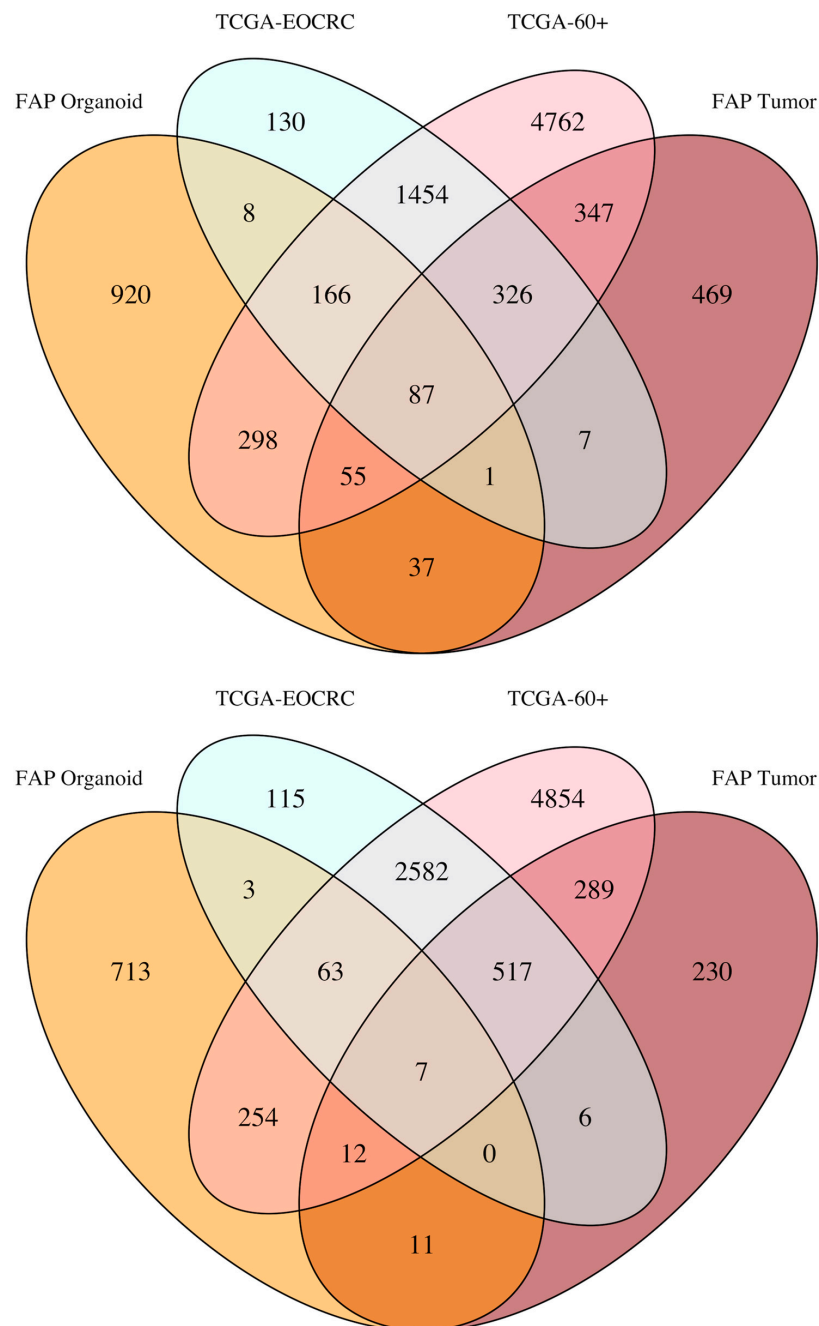 TCGA-EOCRC TCGA-60+
FAP Organoid FAP Tumor
130 4762
1454
8 347
920 166 326 469
87
298 7
55 1
37
TCGA-EOCRC TCGA-60+
FAP Organoid FAP Tumor
115 4854
2582
3 289
713 63 517 230
7
254 6
12 0
11